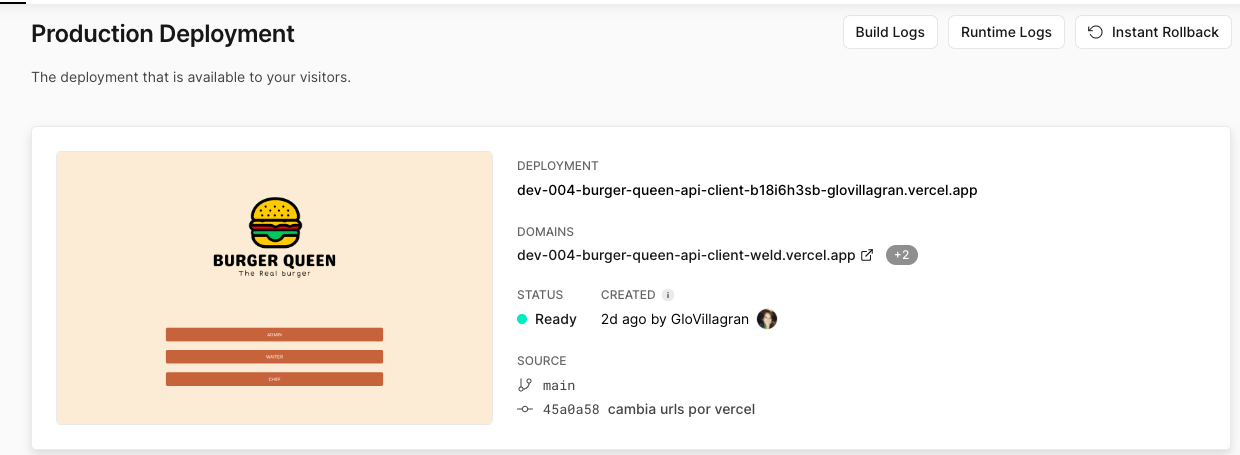 Production Deployment
Build Logs
Runtime Logs
Instant Rollback
The deployment that is available to your visitors.
BURGER QUEEN
The Real burger
ADMIN
WAITER
CHEF
DEPLOYMENT
dev-004-burger-queen-api-client-b18i6h3sb-glovillagran.vercel.app
DOMAINS
dev-004-burger-queen-api-client-weld.vercel.app +2
STATUS CREATED i
Ready 2d ago by GloVillagran
SOURCE
main
45a0a58 cambia urls por vercel